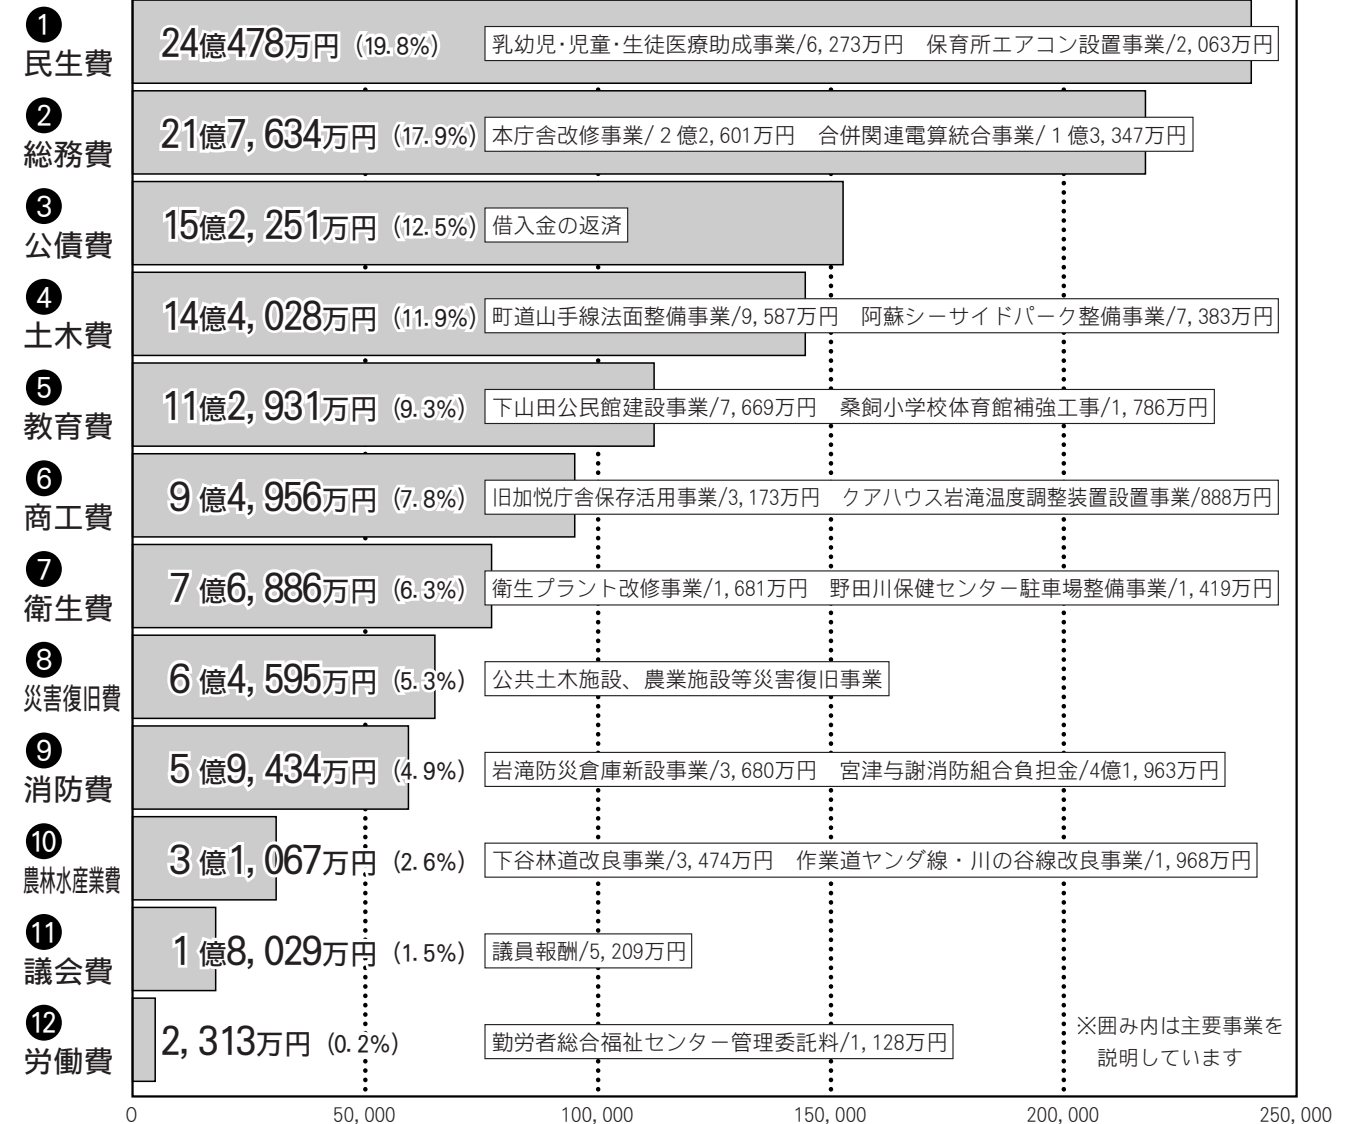 ❶
民生費
24億478万円（19.8%）
乳幼児・児童・生徒医療助成事業/6,273万円　保育所エアコン設置事業/2,063万円
❷
総務費
21億7,634万円（17.9%）
本庁舎改修事業/２億2,601万円　合併関連電算統合事業/１億3,347万円
❸
公債費
15億2,251万円（12.5%）
借入金の返済
❹
土木費
14億4,028万円（11.9%）
町道山手線法面整備事業/9,587万円　阿蘇シーサイドパーク整備事業/7,383万円
❺
教育費
11億2,931万円（9.3%）
下山田公民館建設事業/7,669万円　桑飼小学校体育館補強工事/1,786万円
❻
商工費
9億4,956万円（7.8%）
旧加悦庁舎保存活用事業/3,173万円　クアハウス岩滝温度調整装置設置事業/888万円
❼
衛生費
7億6,886万円（6.3%）
衛生プラント改修事業/1,681万円　野田川保健センター駐車場整備事業/1,419万円
❽
災害復旧費
6億4,595万円（5.3%）
公共土木施設、農業施設等災害復旧事業
❾
消防費
5億9,434万円（4.9%）
岩滝防災倉庫新設事業/3,680万円　宮津与謝消防組合負担金/4億1,963万円
❿
農林水産業費
3億1,067万円（2.6%）
下谷林道改良事業/3,474万円　作業道ヤンダ線・川の谷線改良事業/1,968万円
⓫
議会費
1億8,029万円（1.5%）
議員報酬/5,209万円
⓬
労働費
2,313万円（0.2%）
勤労者総合福祉センター管理委託料/1,128万円
※囲み内は主要事業を
説明しています
0　50,000　100,000　150,000　200,000　250,000